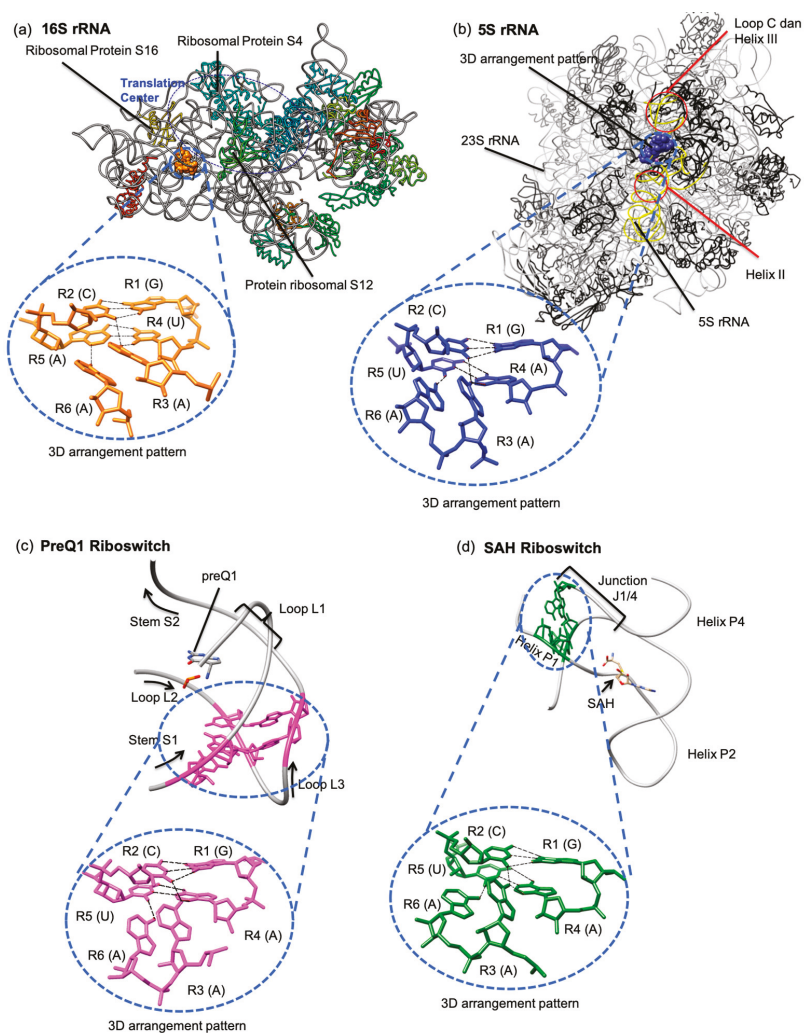 (a) 16S rRNA
Ribosomal Protein S16
Ribosomal Protein S4
Translation
Center
Protein ribosomal S12
R1 (G)
R2 (C)
R4 (U)
R5 (A)
R6 (A)
R3 (A)
3D arrangement pattern
(b) 5S rRNA
Loop C dan
Helix III
3D arrangement pattern
23S rRNA
Helix II
5S rRNA
R2 (C)
R1 (G)
R5 (U)
R4 (A)
R6 (A)
R3 (A)
3D arrangement pattern
(c) PreQ1 Riboswitch
preQ1
Loop L1
Stem S2
Loop L2
Stem S1
Loop L3
R2 (C)
R1 (G)
R5 (U)
R4 (A)
R6 (A)
R3 (A)
3D arrangement pattern
(d) SAH Riboswitch
Junction
J1/4
Helix P4
Helix P1
SAH
Helix P2
R2 (C)
R1 (G)
R5 (U)
R6 (A)
R4 (A)
R3 (A)
3D arrangement pattern